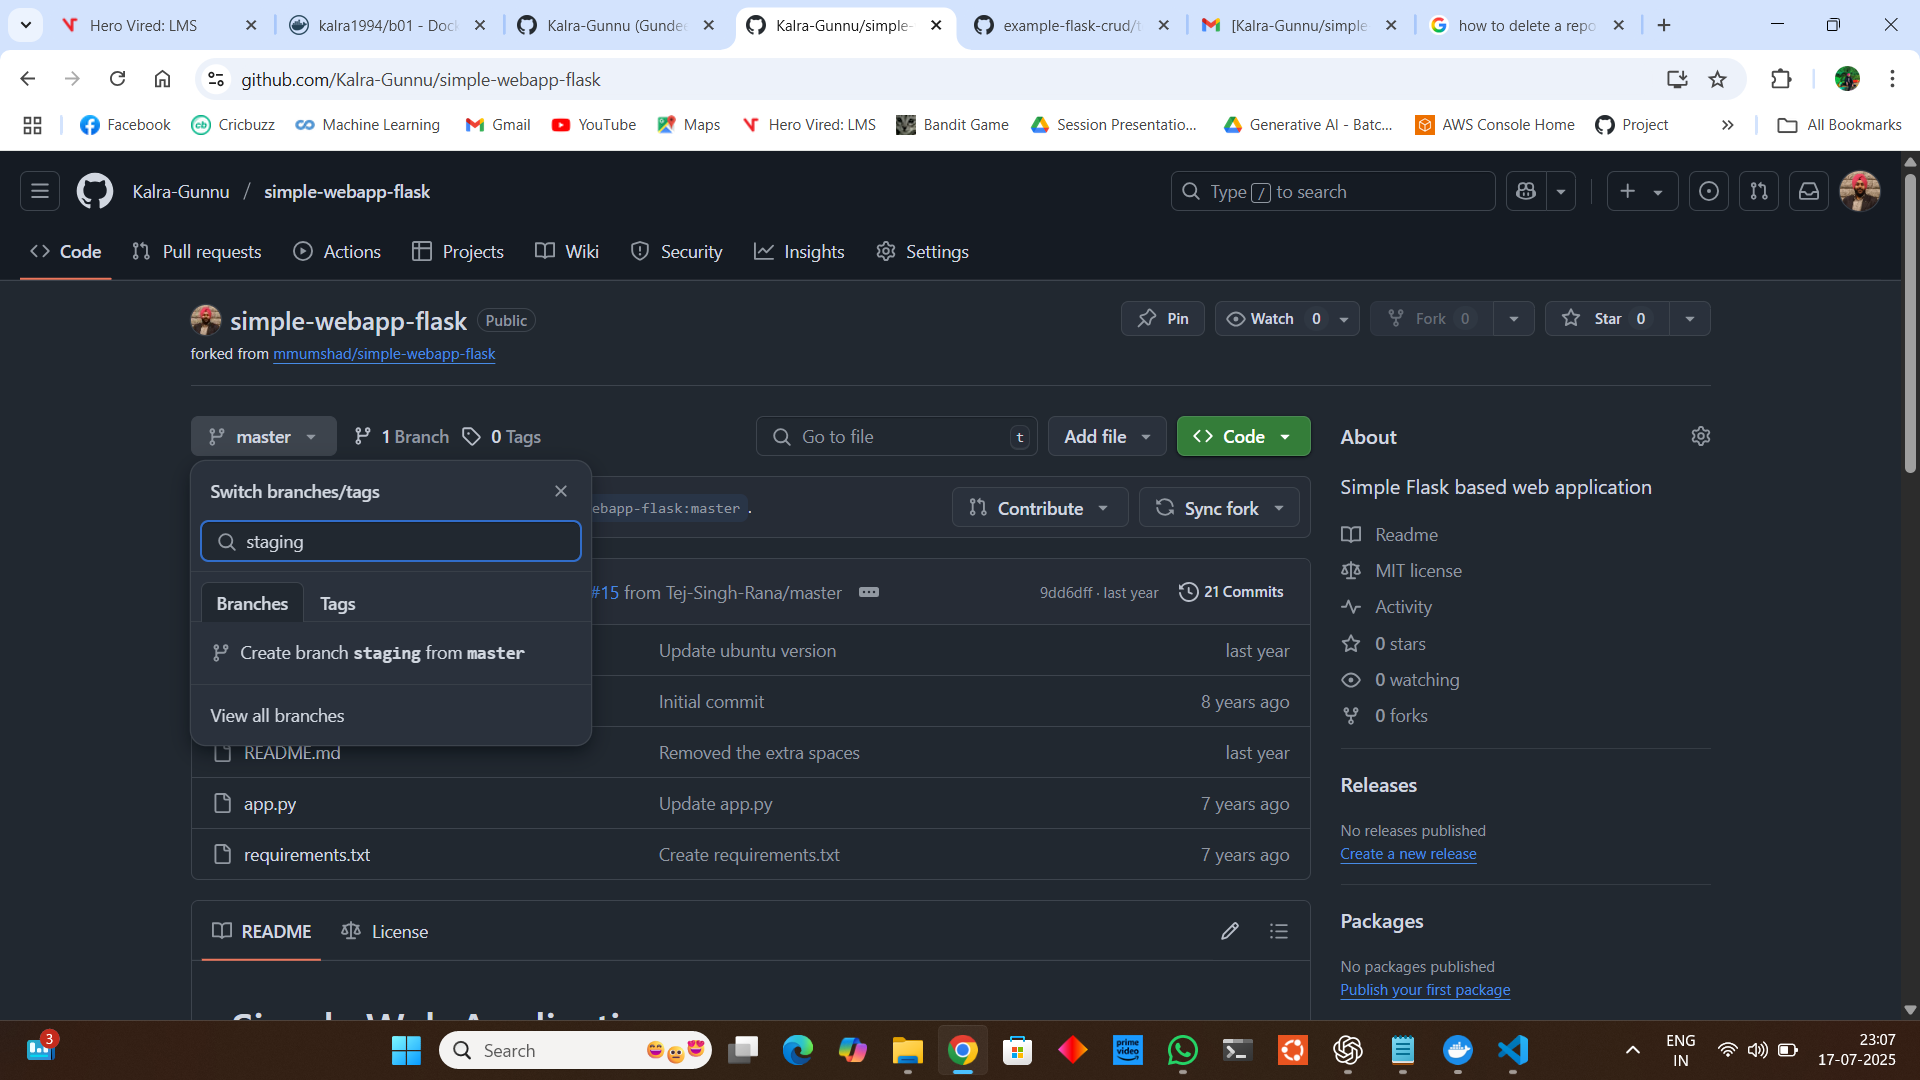 Hero Vired: LMS
kalra1994/b01 - Dock
Kalra-Gunnu (Gundee
Kalra-Gunnu/simple-
example-flask-crud/t
[Kalra-Gunnu/simple
how to delete a repo
github.com/Kalra-Gunnu/simple-webapp-flask
Facebook
Cricbuzz
Machine Learning
Gmail
YouTube
Maps
Hero Vired: LMS
Bandit Game
Session Presentatio...
Generative AI - Batc...
AWS Console Home
Project
All Bookmarks
Kalra-Gunnu / simple-webapp-flask
Type / to search
Code
Pull requests
Actions
Projects
Wiki
Security
Insights
Settings
simple-webapp-flask Public
forked from mmumshad/simple-webapp-flask
Pin
Watch 0
Fork 0
Star 0
master
1 Branch
0 Tags
Go to file t
Add file
Code
Switch branches/tags
staging
Branches
Tags
Create branch staging from master
View all branches
ebapp-flask:master .
Contribute
Sync fork
#15 from Tej-Singh-Rana/master
9dd6dff · last year
21 Commits
Update ubuntu version
last year
Initial commit
8 years ago
README.md
Removed the extra spaces
last year
app.py
Update app.py
7 years ago
requirements.txt
Create requirements.txt
7 years ago
README
License
Simple Web Application
About
Simple Flask based web application
Readme
MIT license
Activity
0 stars
0 watching
0 forks
Releases
No releases published
Create a new release
Packages
No packages published
Publish your first package
3
Search
prime video
ENG
IN
23:07
17-07-2025